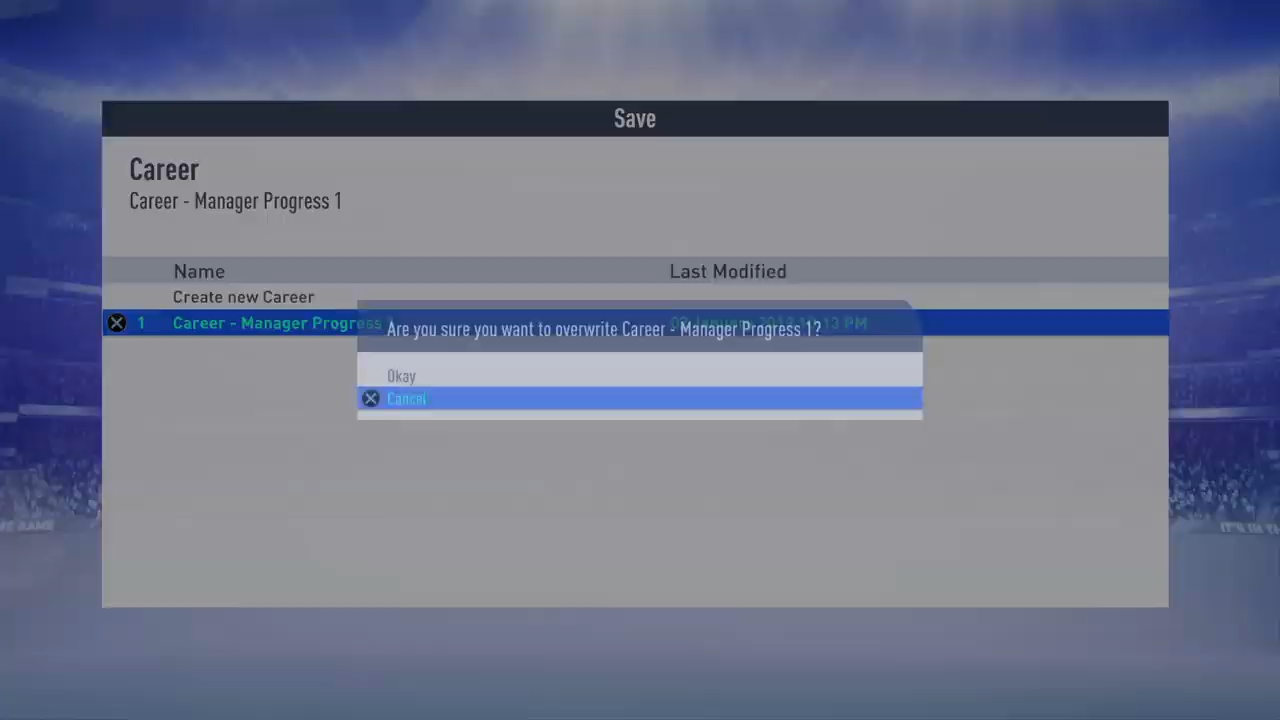 Save
Career
Career - Manager Progress 1
Name Last Modified
Create new Career
1 Career - Manager Progress
Are you sure you want to overwrite Career - Manager Progress 1?
Okay
Cancel